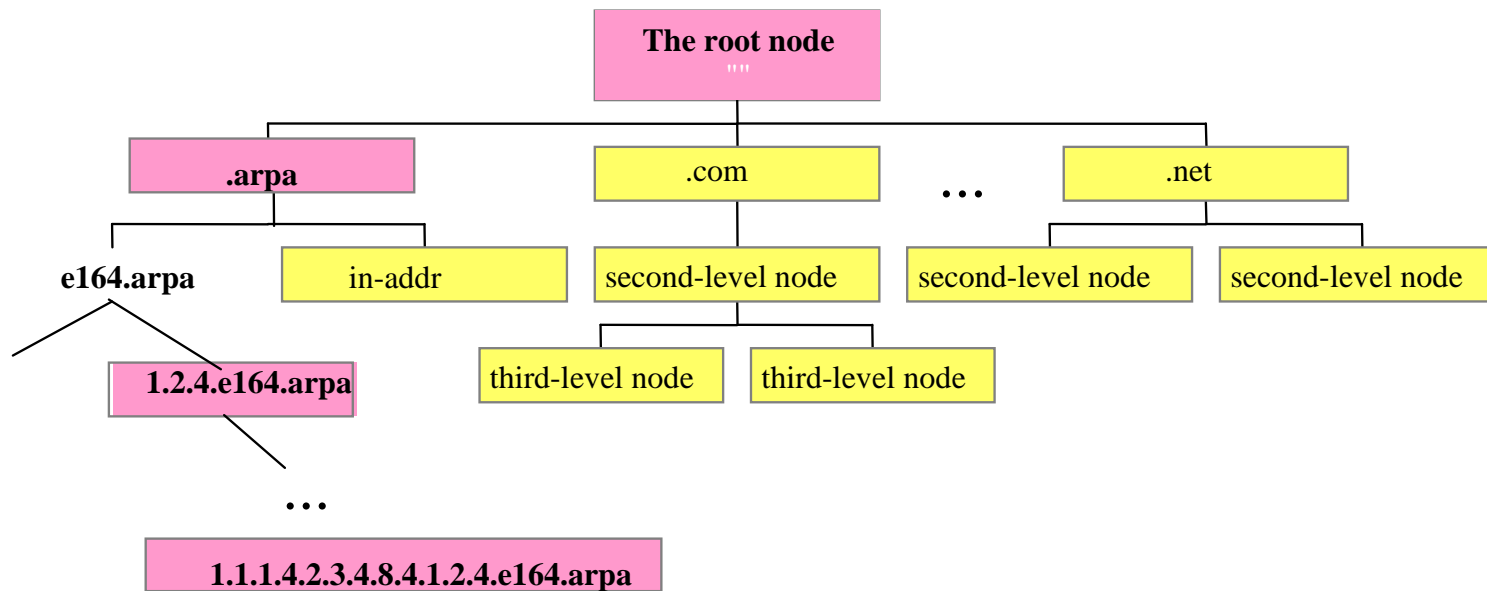 The root node
""
.arpa
.com
...
.net
e164.arpa
in-addr
second-level node
second-level node
second-level node
1.2.4.e164.arpa
third-level node
third-level node
...
1.1.1.4.2.3.4.8.4.1.2.4.e164.arpa